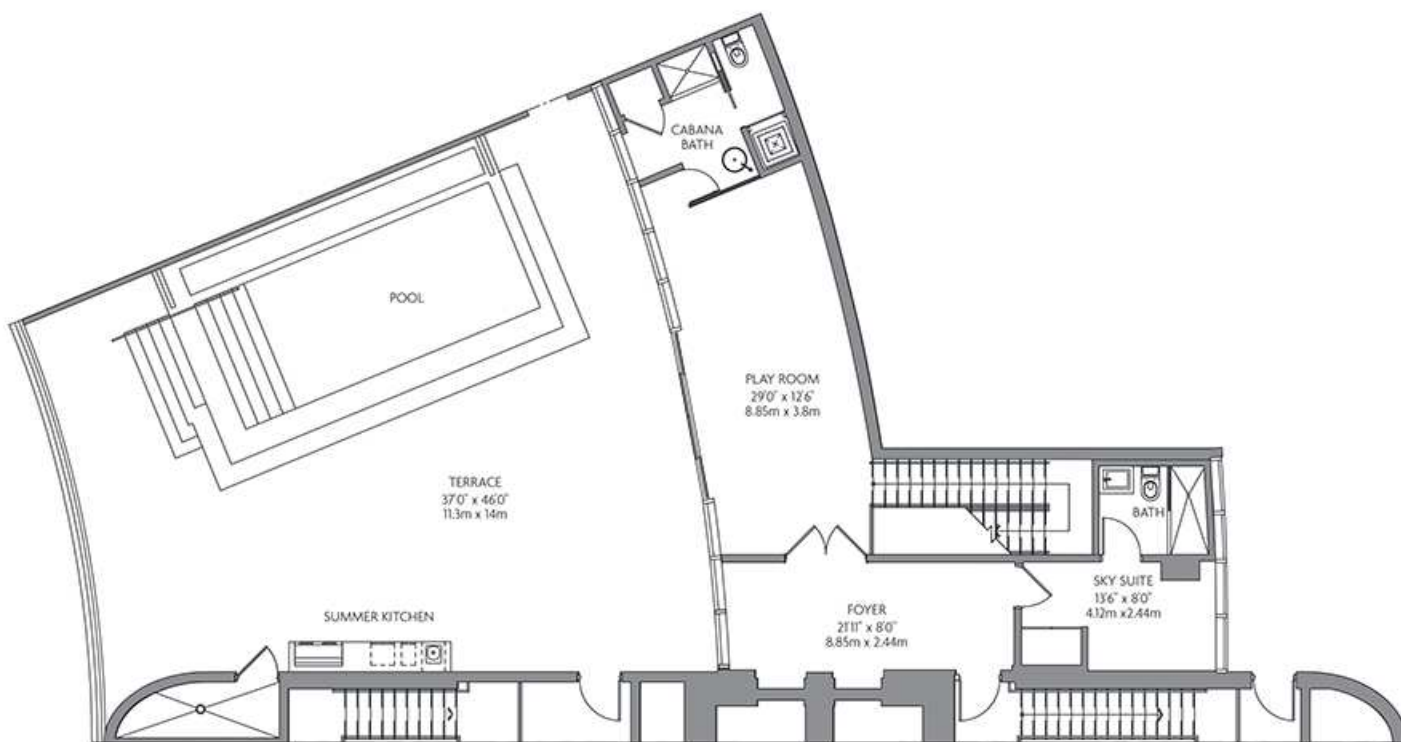 CABANA
BATH
POOL
PLAY ROOM
29'0" x 12'6"
8.85m x 3.8m
TERRACE
37'0" x 46'0"
11.3m x 14m
BATH
SKY SUITE
13'6" x 8'0"
4.12m x2.44m
FOYER
21'11" x 8'0"
8.85m x 2.44m
SUMMER KITCHEN